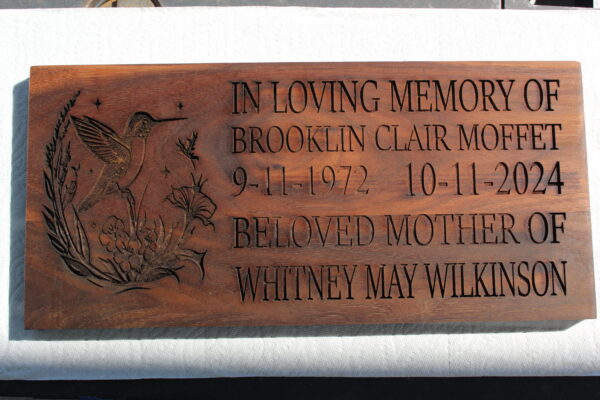 IN LOVING MEMORY OF
BROOKLIN CLAIR MOFFET
9-11-1972 10-11-2024
BELOVED MOTHER OF
WHITNEY MAY WILKINSON